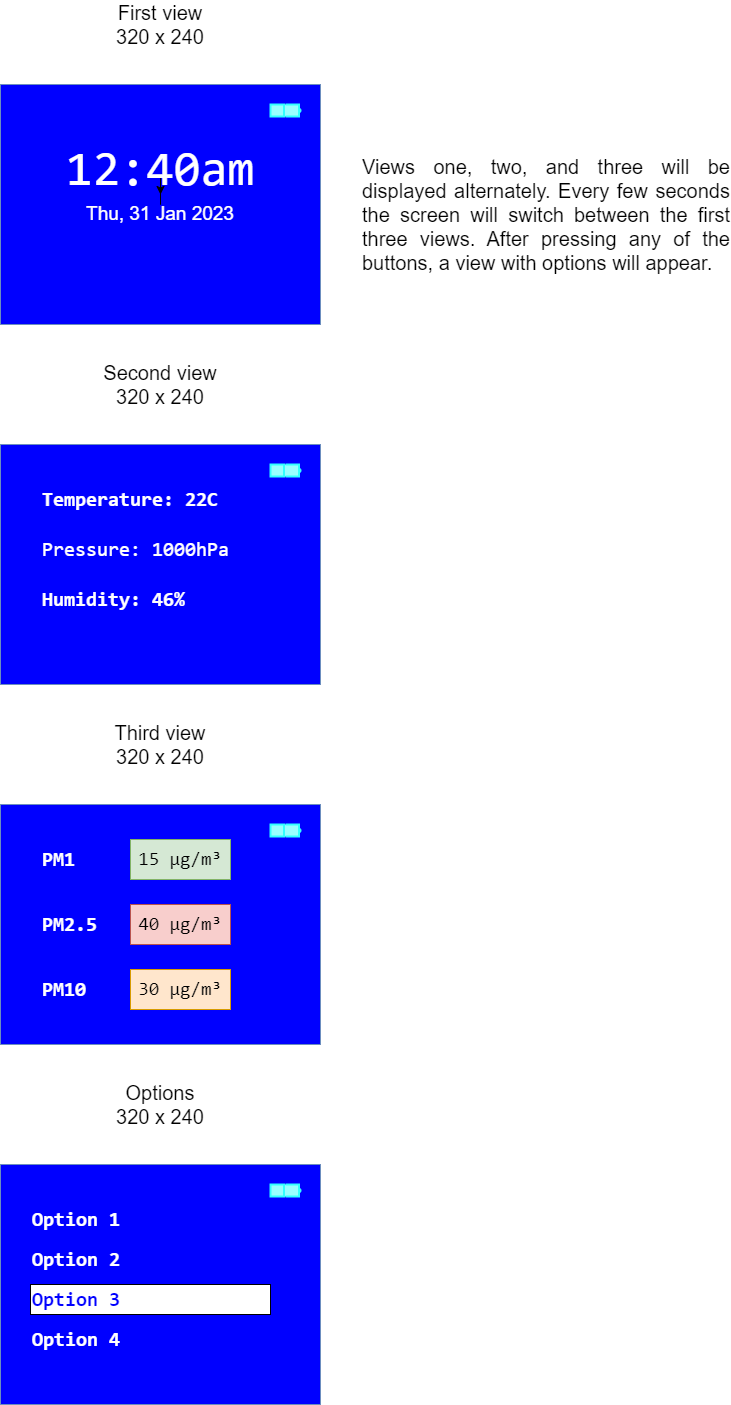 First view
320 x 240
12:40am
Thu, 31 Jan 2023
Views one, two, and three will be
displayed alternately. Every few seconds
the screen will switch between the first
three views. After pressing any of the
buttons, a view with options will appear.
Second view
320 x 240
Temperature: 22C
Pressure: 1000hPa
Humidity: 46%
Third view
320 x 240
PM1 15 μg/m³
PM2.5 40 μg/m³
PM10 30 μg/m³
Options
320 x 240
Option 1
Option 2
Option 3
Option 4